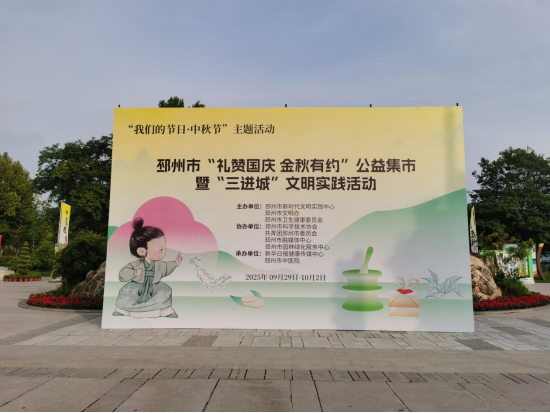 “我们的节日·中秋节”主题活动
邳州市“礼赞国庆 金秋有约”公益集市
暨“三进城”文明实践活动
主办单位：邳州市新时代文明实践中心
邳州市文明办
邳州市卫生健康委员会
协办单位：邳州市科学技术协会
共青团邳州市委员会
邳州市融媒体中心
邳州市园林绿化服务中心
承办单位：新华日报健康传媒中心
邳州市中医院
2025年09月29日-10月2日